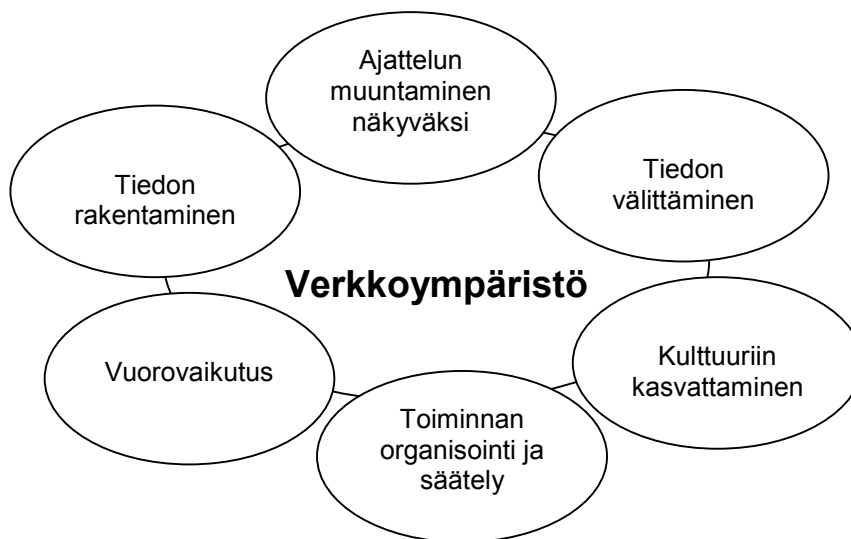 Ajattelun
muuntaminen
näkyväksi
Tiedon
välittäminen
Tiedon
rakentaminen
Verkkoympäristö
Kulttuuriin
kasvattaminen
Vuorovaikutus
Toiminnan
organisointi ja
säätely